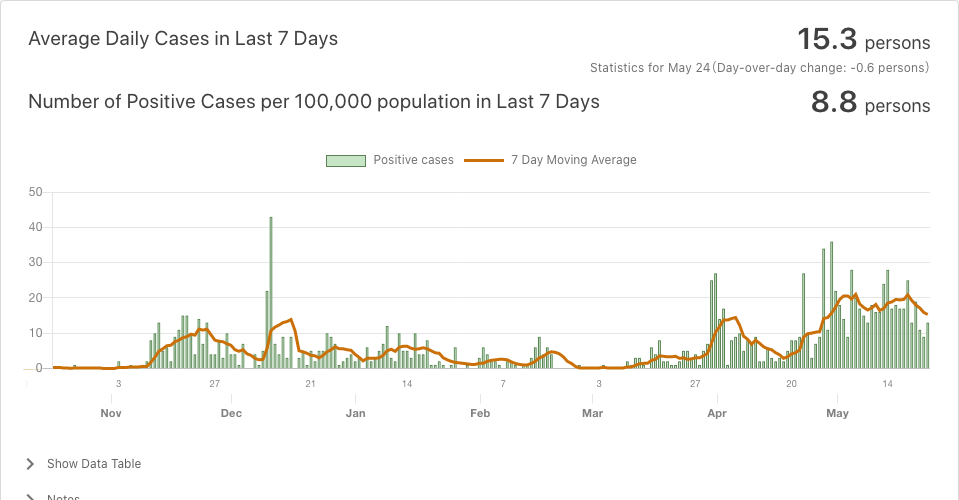 Average Daily Cases in Last 7 Days
15.3 persons
Statistics for May 24(Day-over-day change: -0.6 persons)
Number of Positive Cases per 100,000 population in Last 7 Days
8.8 persons
Positive cases 7 Day Moving Average
50
40
30
20
10
0
3 27 21 14 7 3 27 20 14
Nov Dec Jan Feb Mar Apr May
Show Data Table
Notes